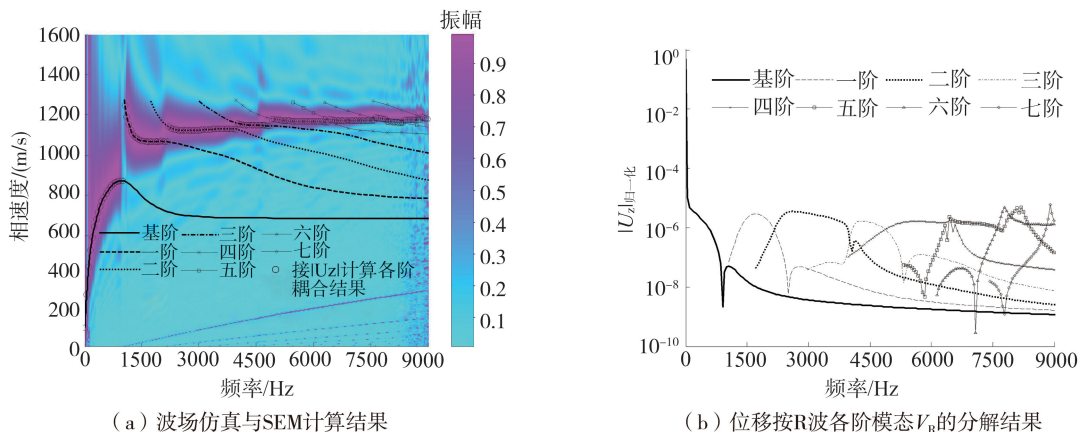 振幅
1600
1400
1200
1000
800
600
400
200
0
相速度/(m/s)
基阶 三阶 六阶
一阶 四阶 七阶
二阶 五阶 接|Uz|计算各阶
耦合结果
0 1500 3000 4500 6000 7500 9000
频率/Hz
0.9
0.8
0.7
0.6
0.5
0.4
0.3
0.2
0.1
(a)波场仿真与SEM计算结果
10⁰
10⁻²
10⁻⁴
10⁻⁶
10⁻⁸
10⁻¹⁰
|U_z|归一化
基阶 一阶 二阶 三阶
四阶 五阶 六阶 七阶
0 1500 3000 4500 6000 7500 9000
频率/Hz
(b)位移按R波各阶模态V_R的分解结果